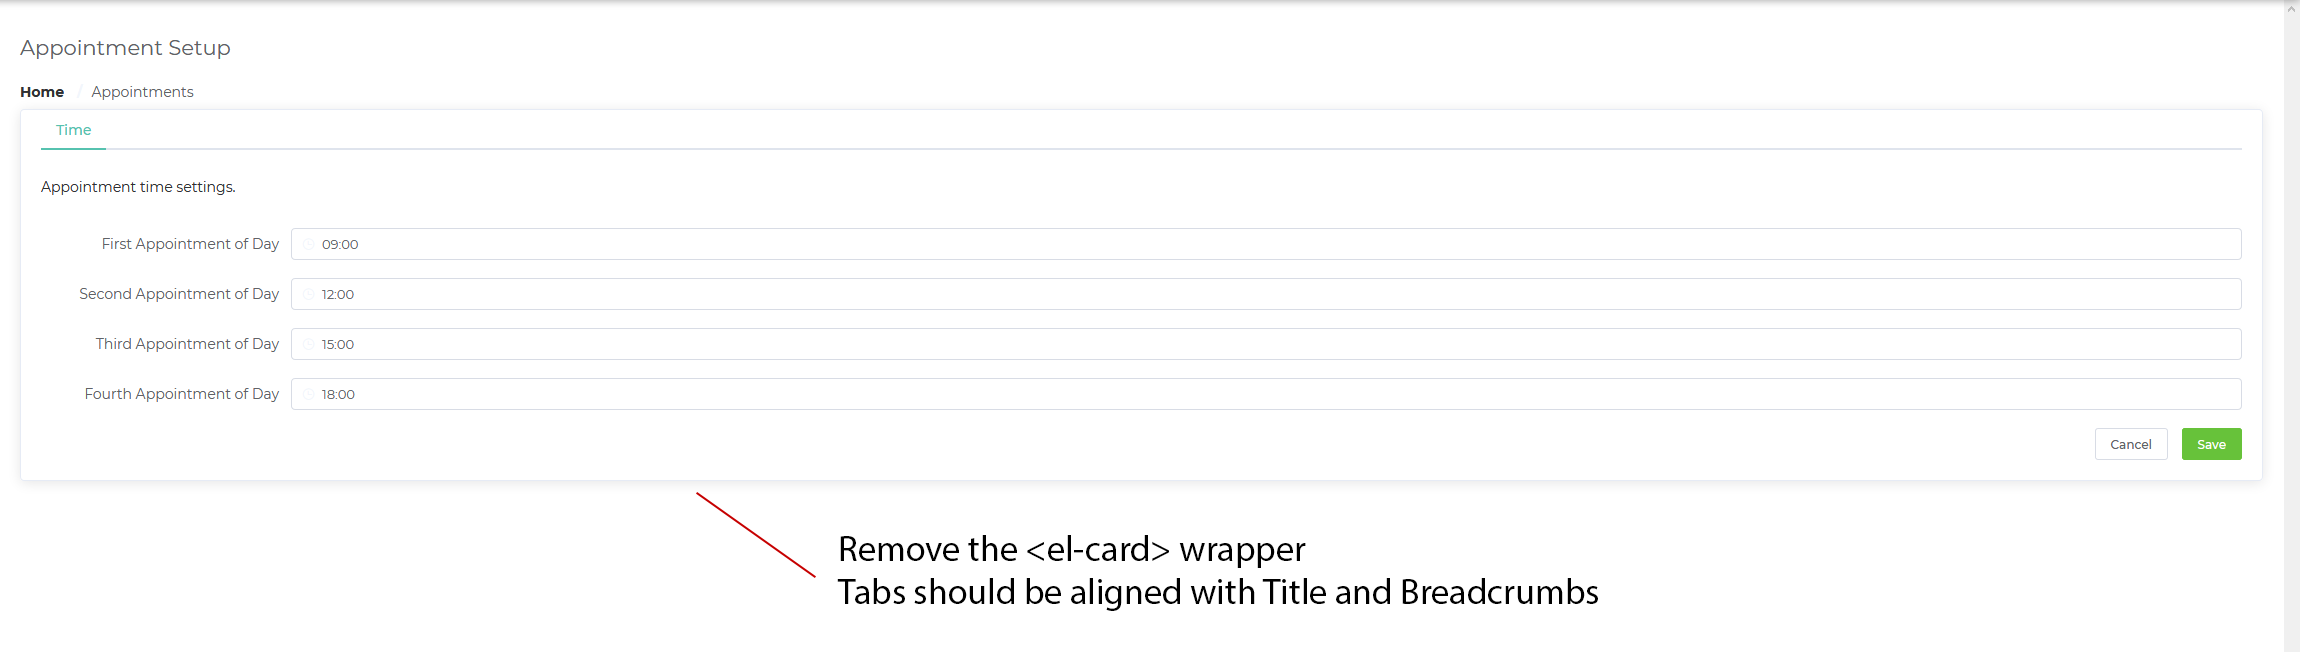 Appointment Setup
Home / Appointments
Time
Appointment time settings.
First Appointment of Day 09:00
Second Appointment of Day 12:00
Third Appointment of Day 15:00
Fourth Appointment of Day 18:00
Cancel Save
Remove the <el-card> wrapper
Tabs should be aligned with Title and Breadcrumbs